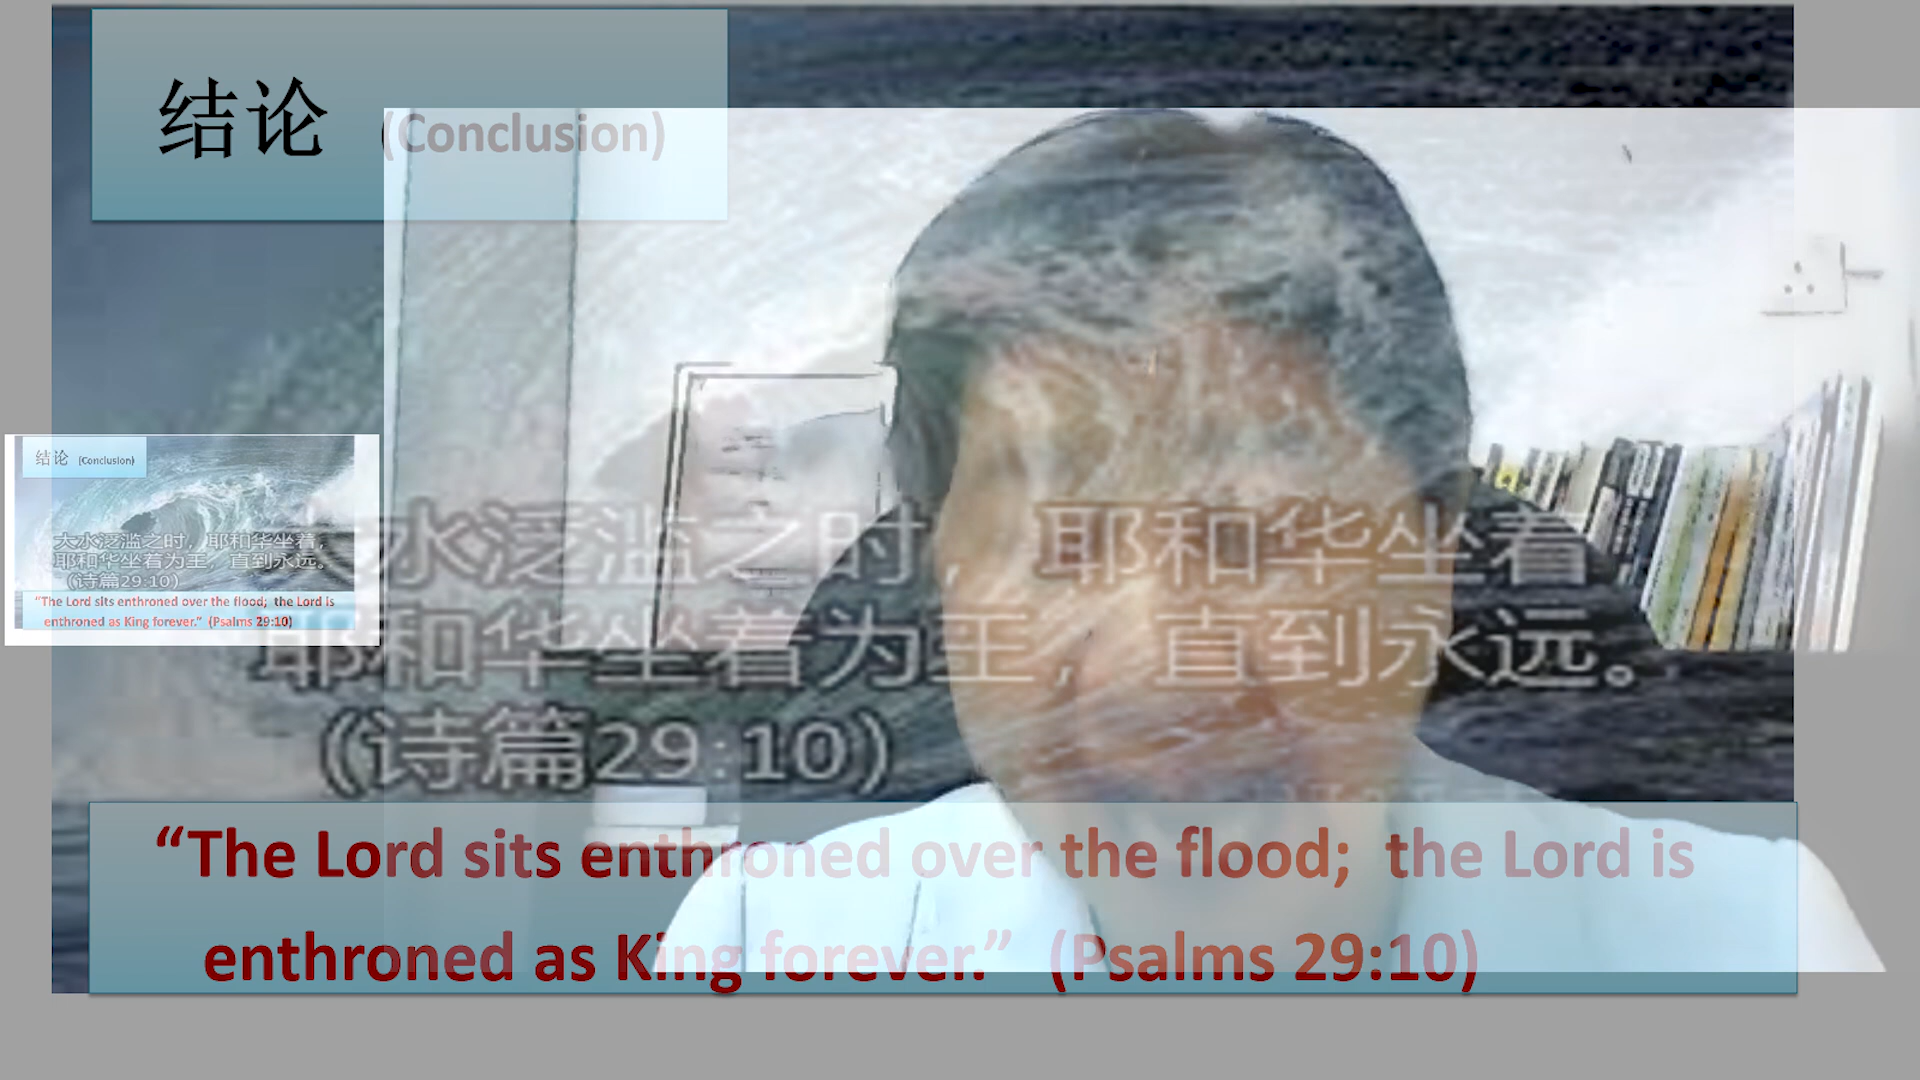 结论 (Conclusion)
大水泛滥之时，耶和华坐着，
耶和华坐着为王，直到永远。
（诗篇29:10）
“The Lord sits enthroned over the flood; the Lord is
enthroned as King forever.” (Psalms 29:10)
结论 (Conclusion)
大水泛滥之时，耶和华坐着，
耶和华坐着为王，直到永远。
（诗篇29:10）
“The Lord sits enthroned over the flood; the Lord is
enthroned as King forever.” (Psalms 29:10)